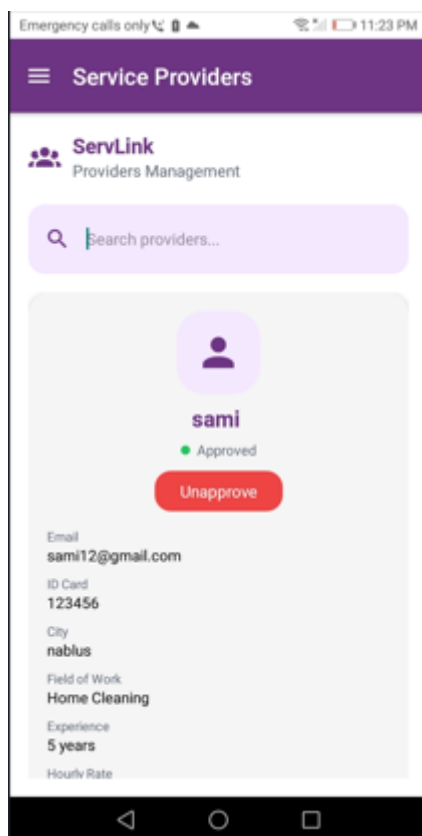 Emergency calls only 11:23 PM
Service Providers
ServLink
Providers Management
Search providers...
sami
Approved
Unapprove
Email
sami12@gmail.com
ID Card
123456
City
nablus
Field of Work
Home Cleaning
Experience
5 years
Hourly Rate